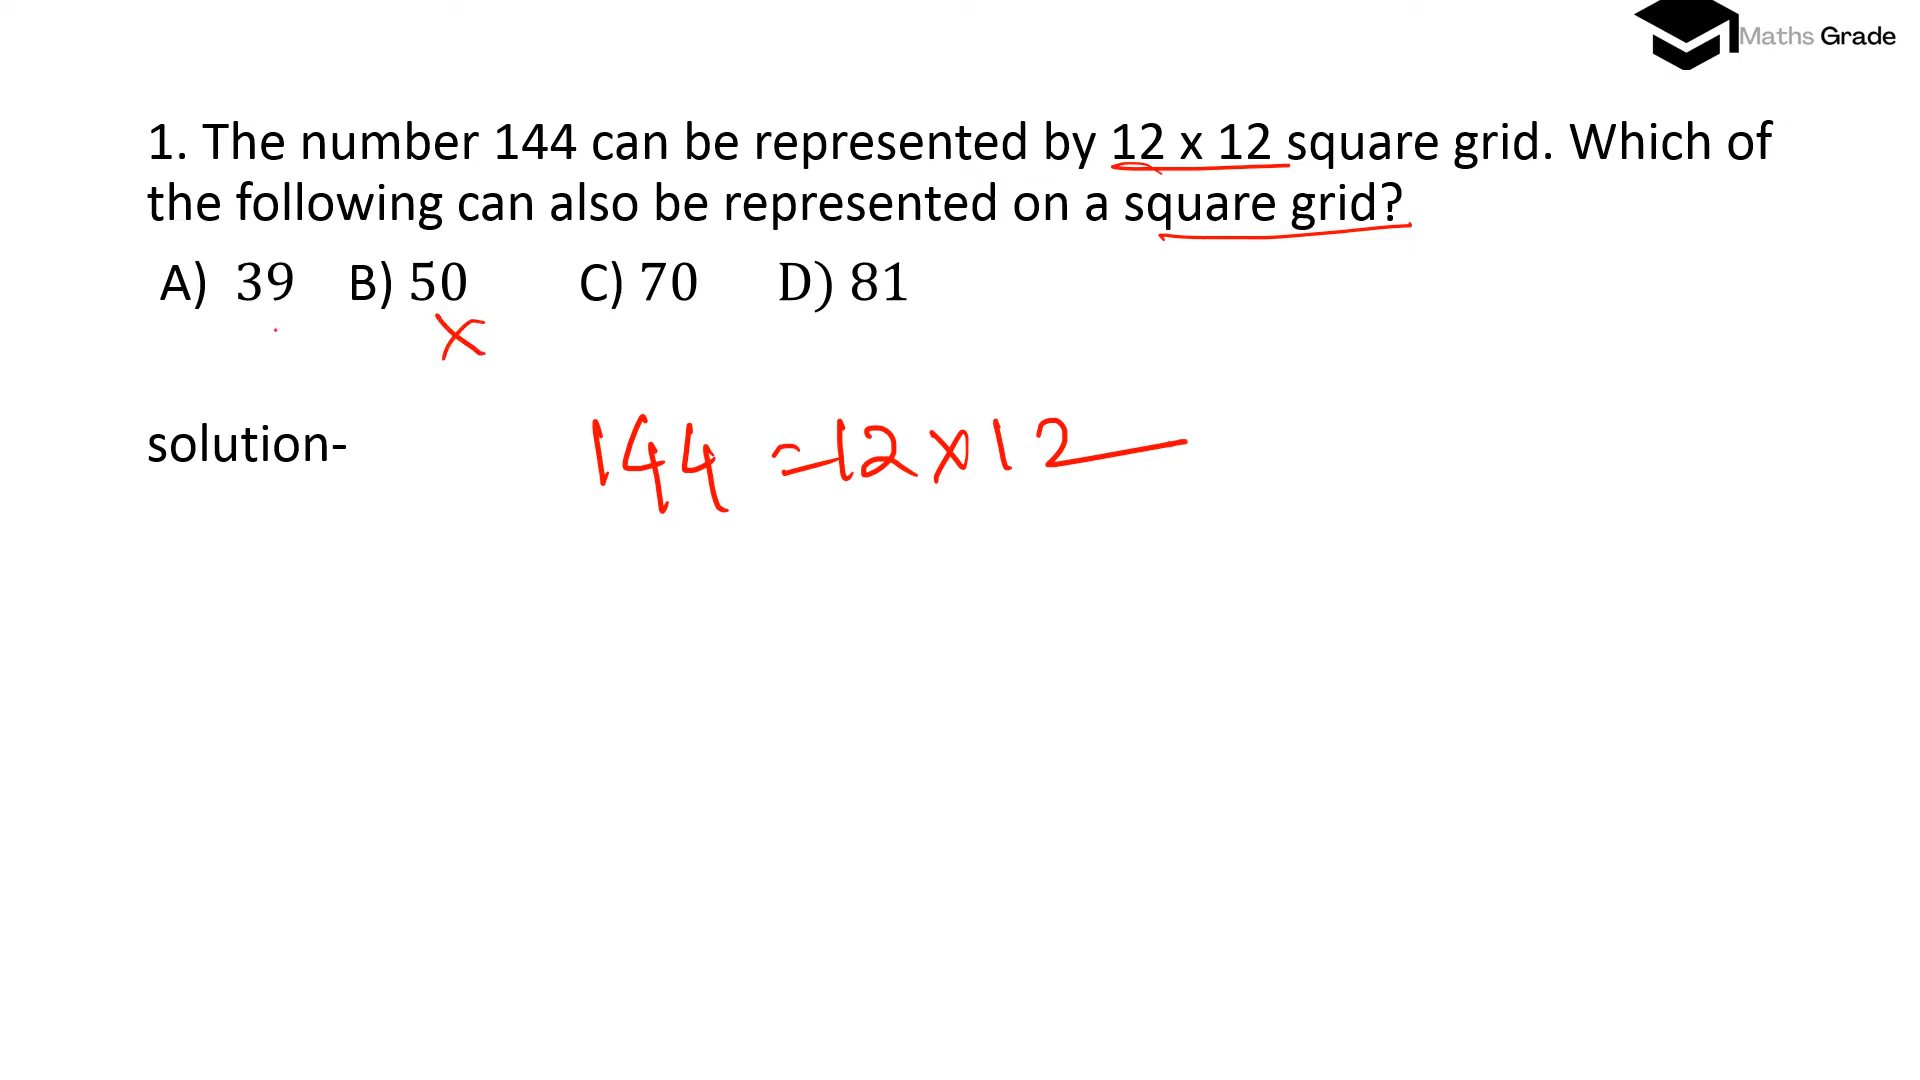 Maths Grade
1. The number 144 can be represented by 12 x 12 square grid. Which of
the following can also be represented on a square grid?
A) 39 B) 50 C) 70 D) 81
X
solution- 144 = 12 x 12